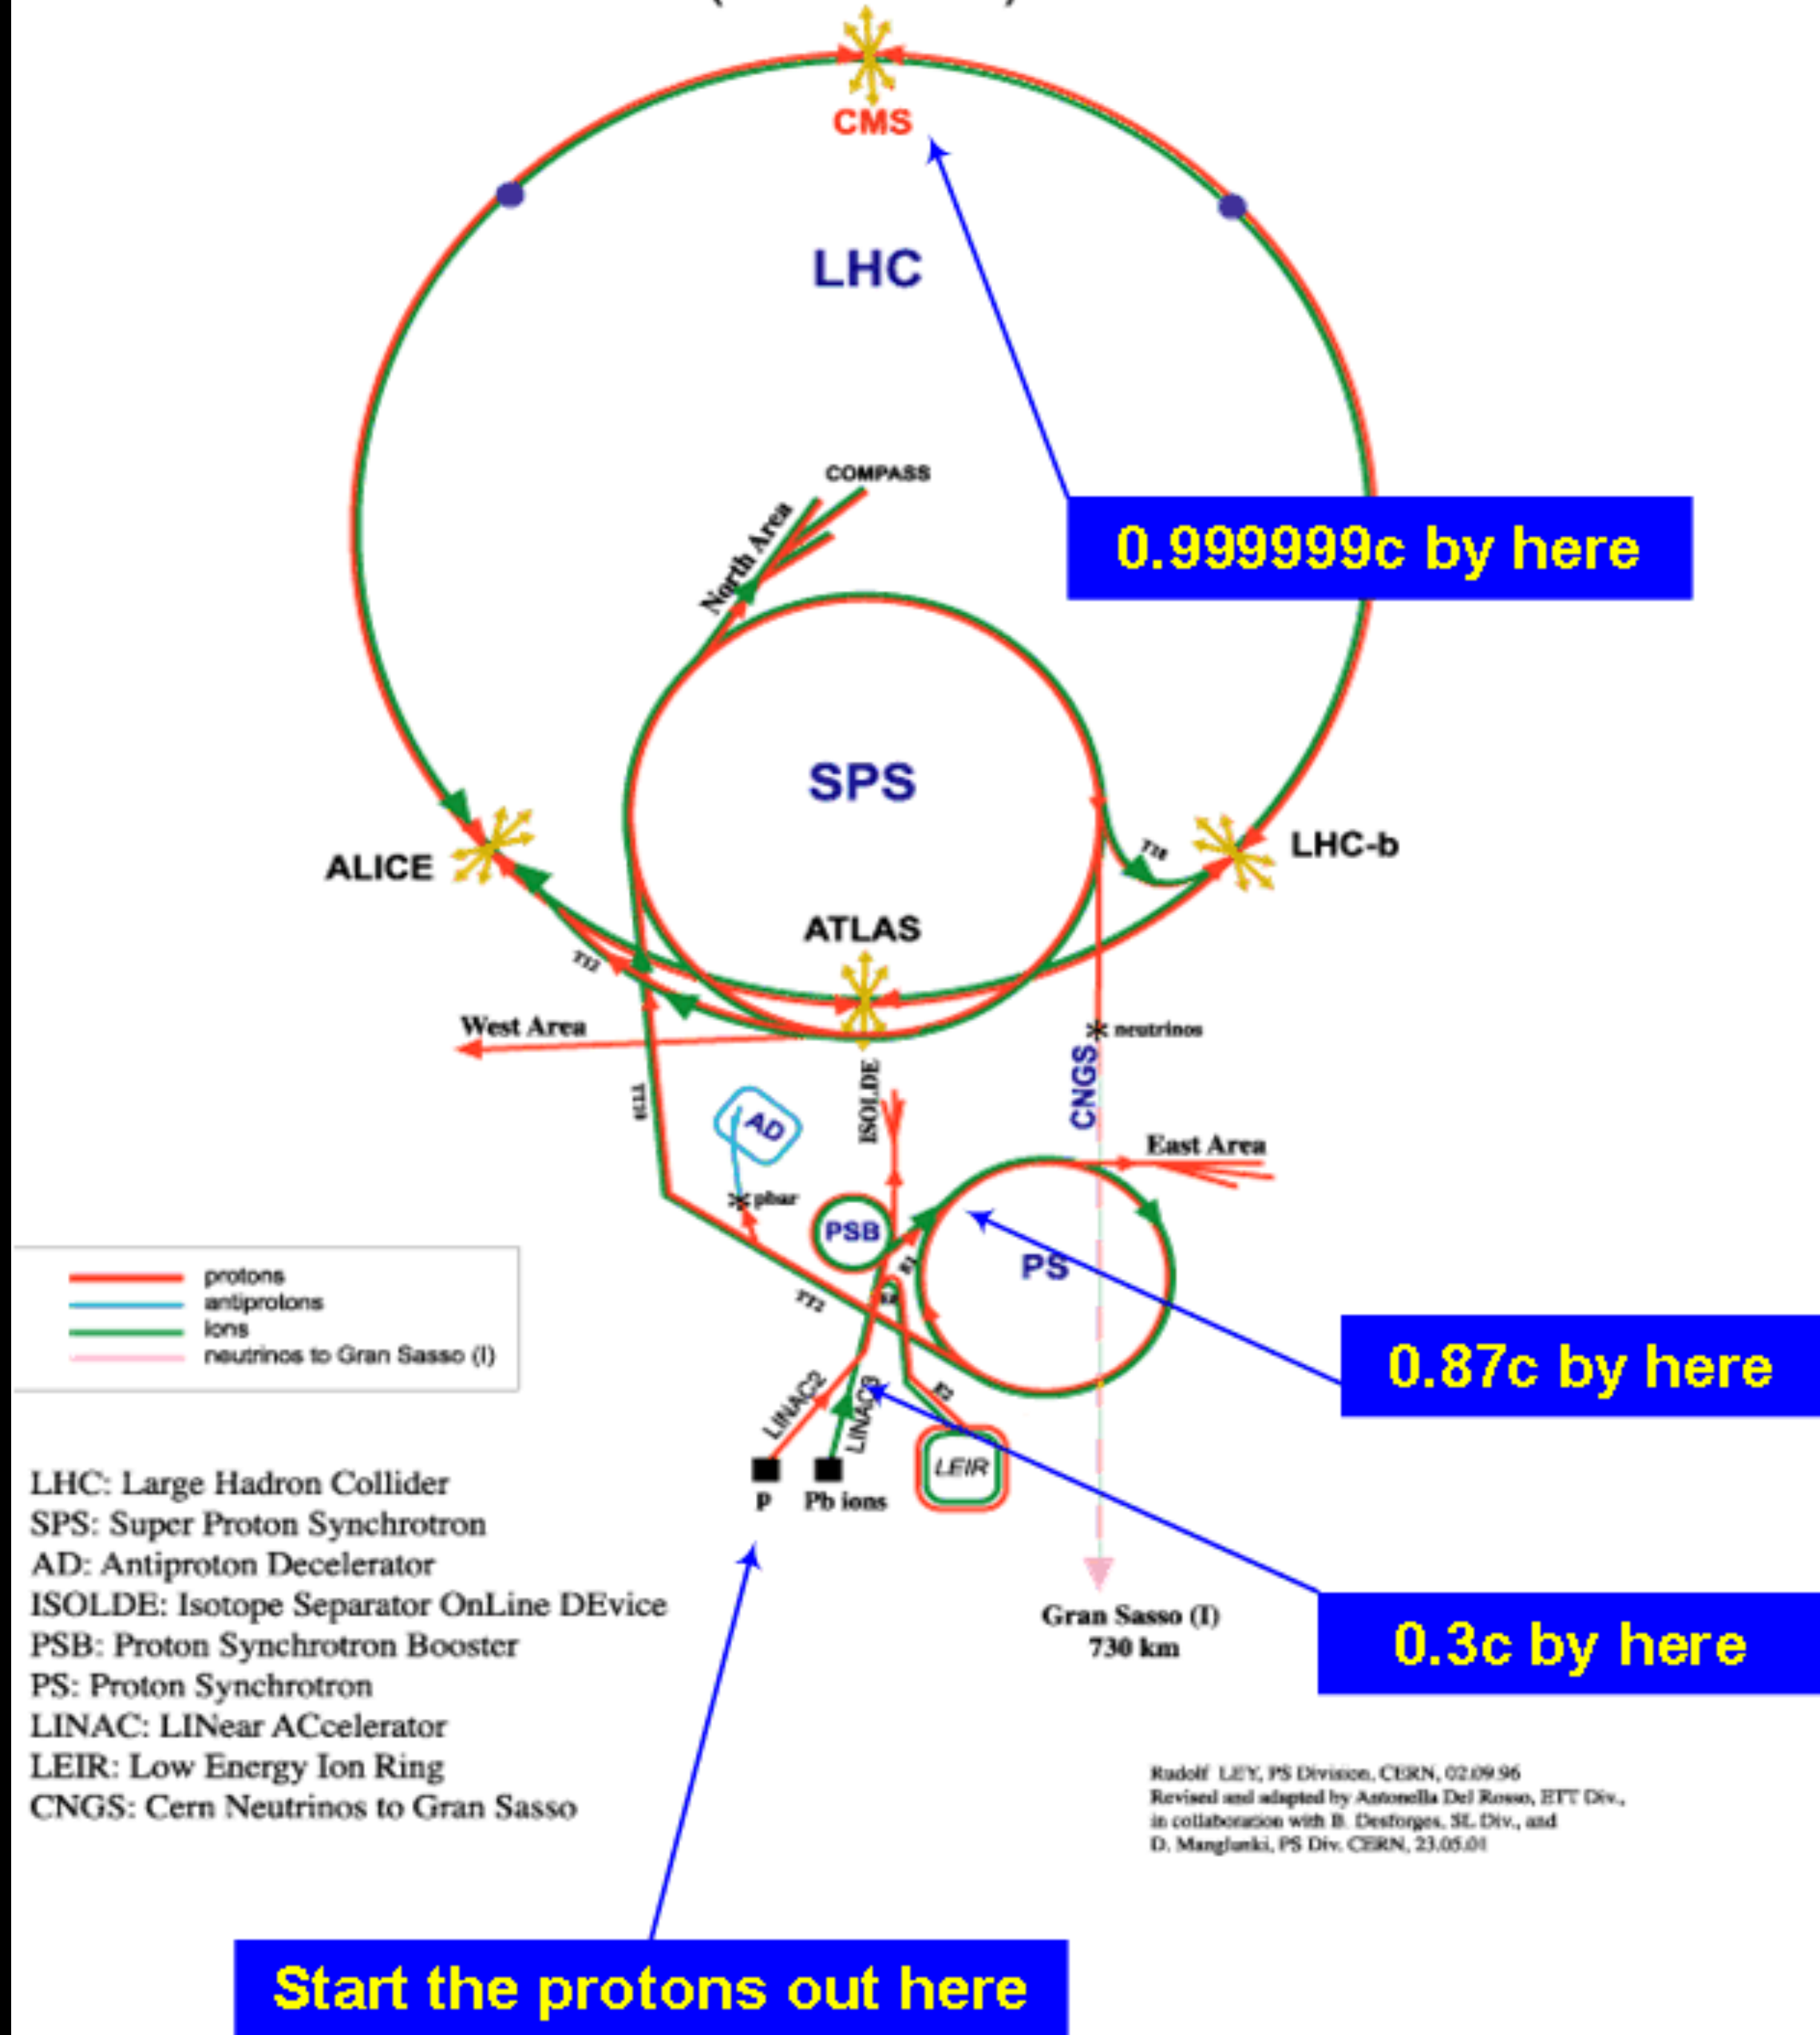 CMS
LHC
COMPASS
North Area
0.999999c by here
SPS
ALICE
LHC-b
ATLAS
West Area
neutrinos
CNGS
ISOLDE
AD
East Area
pbar
PSB
PS
protons
antiprotons
ions
neutrinos to Gran Sasso (I)
0.87c by here
LINAC2
LINAC3
E2
LEIR
p
Pb ions
LHC: Large Hadron Collider
SPS: Super Proton Synchrotron
AD: Antiproton Decelerator
ISOLDE: Isotope Separator OnLine DEvice
PSB: Proton Synchrotron Booster
PS: Proton Synchrotron
LINAC: LINear ACcelerator
LEIR: Low Energy Ion Ring
CNGS: Cern Neutrinos to Gran Sasso
Gran Sasso (I)
730 km
0.3c by here
Rudolf LEY, PS Division, CERN, 02.09.96
Revised and adapted by Antonella Del Rosso, ETT Div.,
in collaboration with B. Desforges, SL Div., and
D. Manglunki, PS Div. CERN, 23.05.01
Start the protons out here